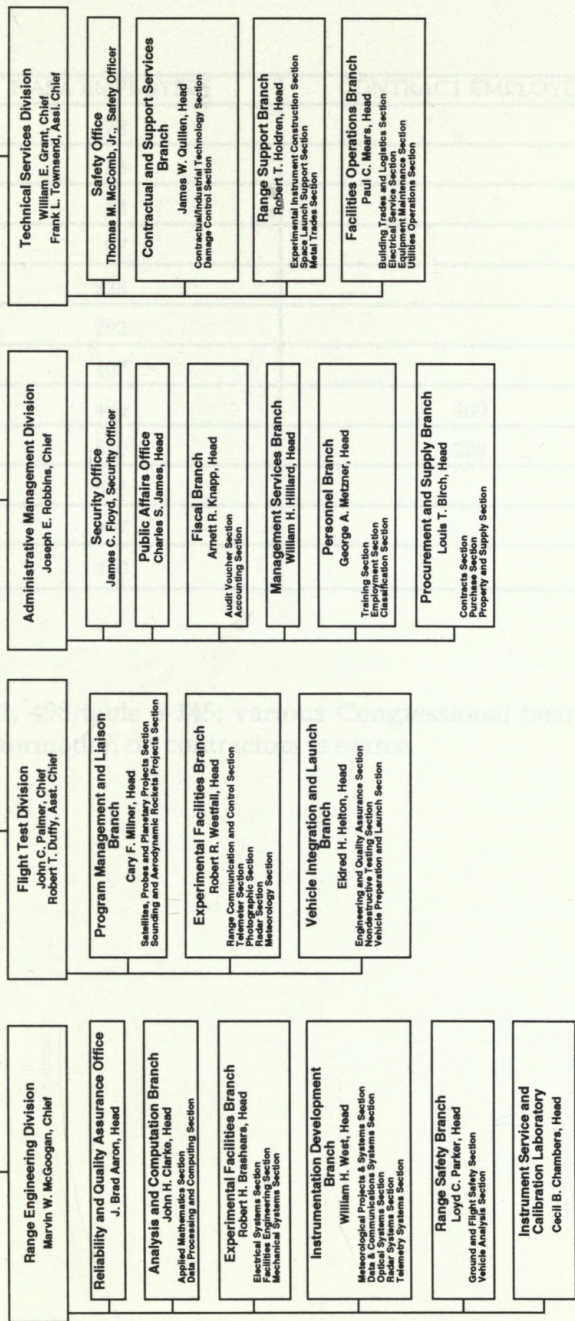 Range Engineering Division
Marvin W. McGoogan, Chief
Reliability and Quality Assurance Office
J. Brad Aaron, Head
Analysis and Computation Branch
John H. Clarke, Head
Applied Mathematics Section
Data Processing and Computing Section
Experimental Facilities Branch
Robert H. Brashears, Head
Electrical Systems Section
Facilities Engineering Section
Mechanical Systems Section
Instrumentation Development
Branch
William H. West, Head
Meteorological Projects & Systems Section
Data & Communications Systems Section
Optical Systems Section
Radar Systems Section
Telemetry Systems Section
Range Safety Branch
Loyd C. Parker, Head
Ground and Flight Safety Section
Vehicle Analysis Section
Instrument Service and
Calibration Laboratory
Cecil B. Chambers, Head
Flight Test Division
John C. Palmer, Chief
Robert T. Duffy, Asst. Chief
Program Management and Liaison
Branch
Cary F. Milner, Head
Satellites, Probes and Planetary Projects Section
Sounding and Aerodynamic Rockets Projects Section
Experimental Facilities Branch
Robert R. Westfall, Head
Range Communication and Control Section
Telemeter Section
Photographic Section
Radar Section
Meteorology Section
Vehicle Integration and Launch
Branch
Eldred H. Helton, Head
Engineering and Quality Assurance Section
Nondestructive Testing Section
Vehicle Preparation and Launch Section
Administrative Management Division
Joseph E. Robbins, Chief
Security Office
James C. Floyd, Security Officer
Public Affairs Office
Charles S. James, Head
Fiscal Branch
Arnett R. Knapp, Head
Audit Voucher Section
Accounting Section
Management Services Branch
William H. Hilliard, Head
Personnel Branch
George A. Metzner, Head
Training Section
Employment Section
Classification Section
Procurement and Supply Branch
Louis T. Birch, Head
Contracts Section
Purchase Section
Property and Supply Section
Technical Services Division
William E. Grant, Chief
Frank L. Townsend, Asst. Chief
Safety Office
Thomas M. McComb, Jr., Safety Officer
Contractual and Support Services
Branch
James W. Quillen, Head
Contractual/Industrial Technology Section
Damage Control Section
Range Support Branch
Robert T. Holdren, Head
Experimental Instrument Construction Section
Space Launch Support Section
Metal Trades Section
Facilities Operations Branch
Paul C. Mears, Head
Building Trades and Logistics Section
Electrical Service Section
Equipment Maintenance Section
Utilities Operations Section